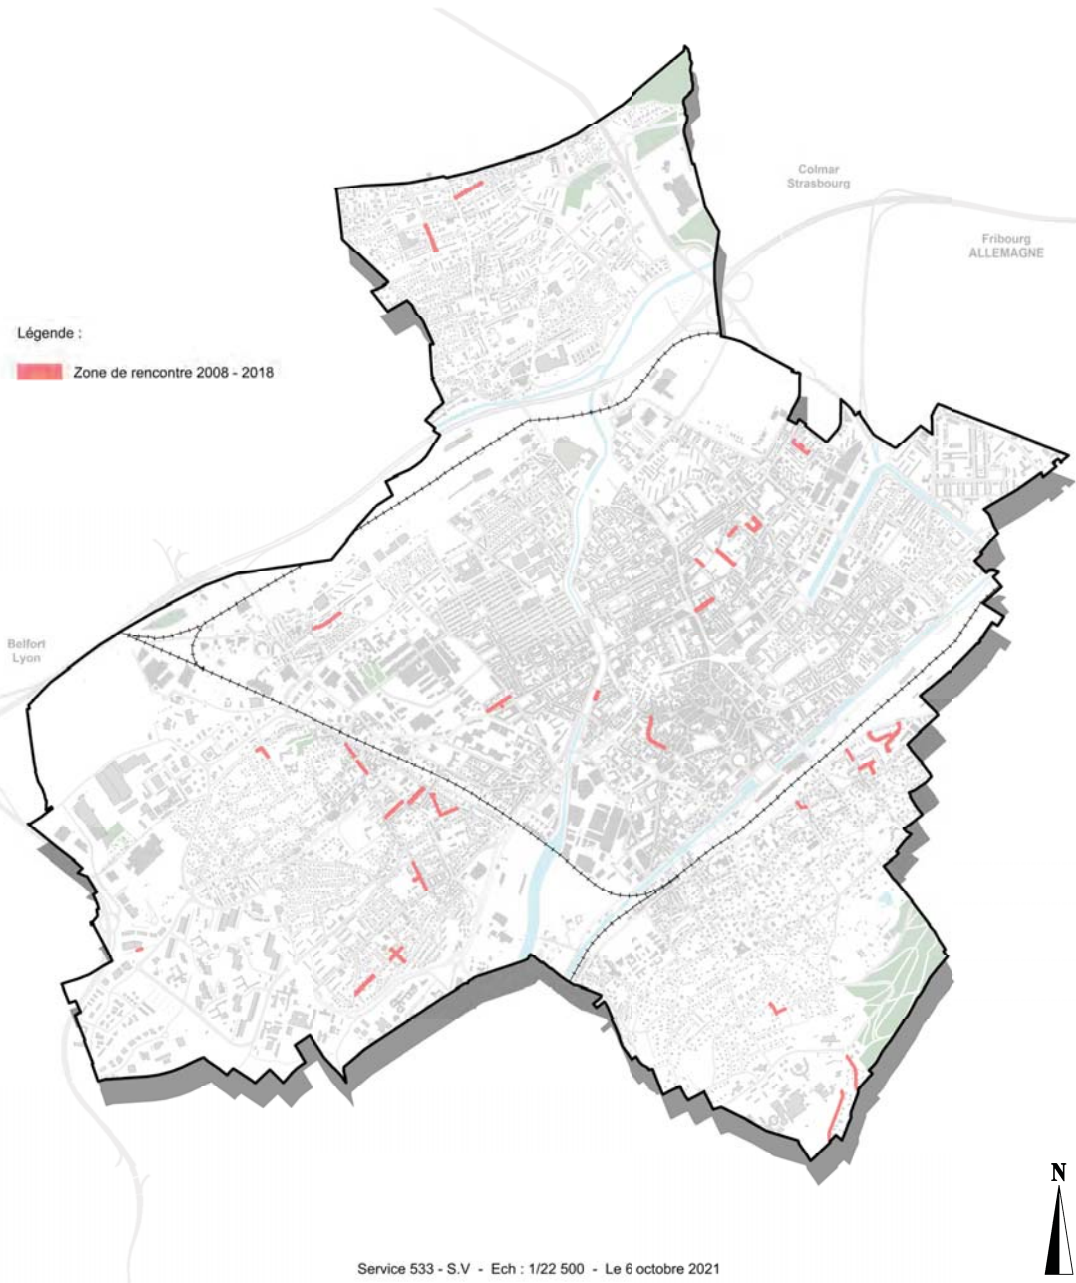 Colmar
Strasbourg
Fribourg
ALLEMAGNE
Légende :
Zone de rencontre 2008 - 2018
Belfort
Lyon
N
Service 533 - S.V - Ech : 1/22 500 - Le 6 octobre 2021